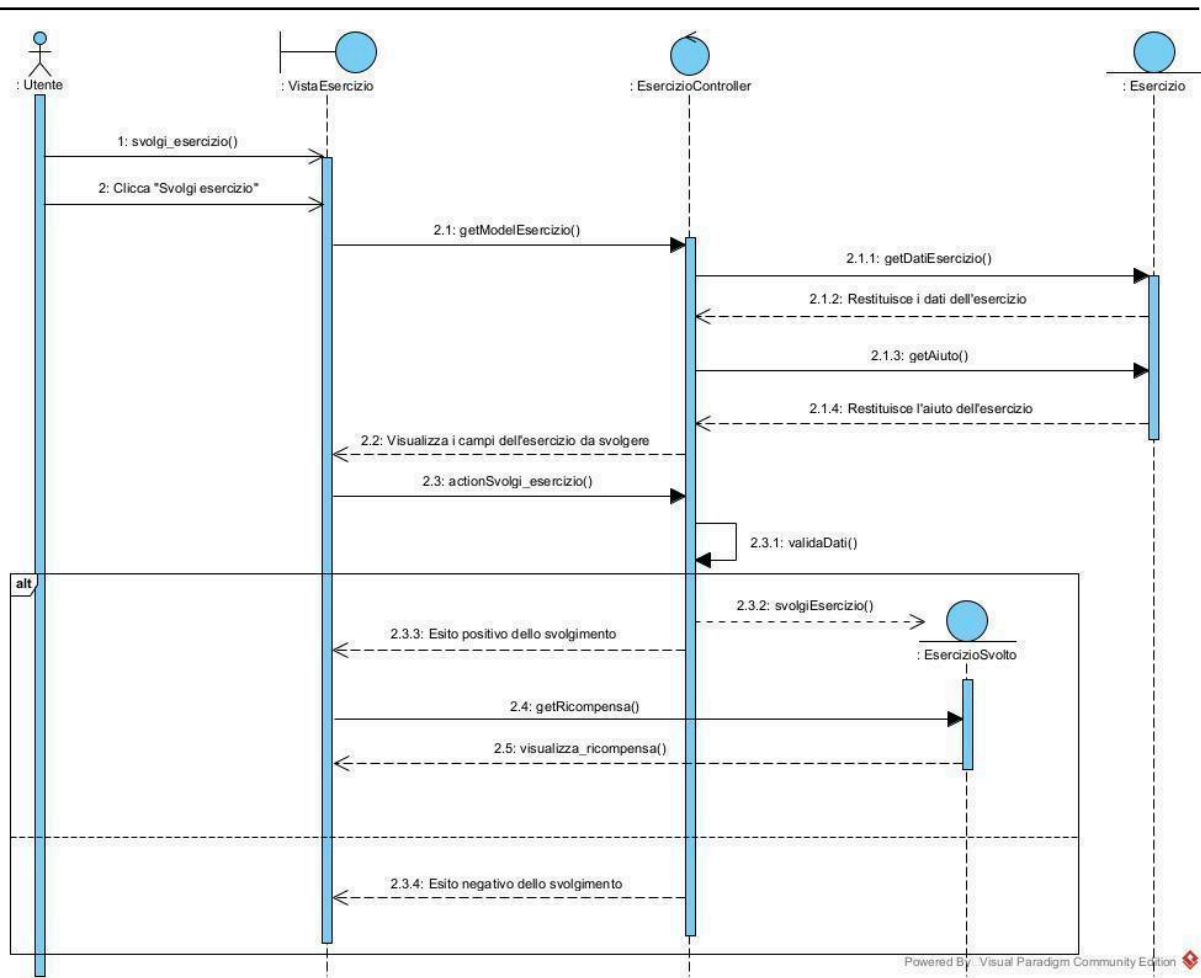 : Utente
: VistaEsercizio
: EsercizioController
: Esercizio
1: svolgi_esercizio()
2: Clicca "Svolgi esercizio"
2.1: getModelEsercizio()
2.1.1: getDatiEsercizio()
2.1.2: Restituisce i dati dell'esercizio
2.1.3: getAiuto()
2.1.4: Restituisce l'aiuto dell'esercizio
2.2: Visualizza i campi dell'esercizio da svolgere
2.3: actionSvolgi_esercizio()
2.3.1: validaDati()
alt
2.3.2: svolgiEsercizio()
2.3.3: Esito positivo dello svolgimento
: EsercizioSvolto
2.4: getRicompensa()
2.5: visualizza_ricompensa()
2.3.4: Esito negativo dello svolgimento
Powered By Visual Paradigm Community Edition